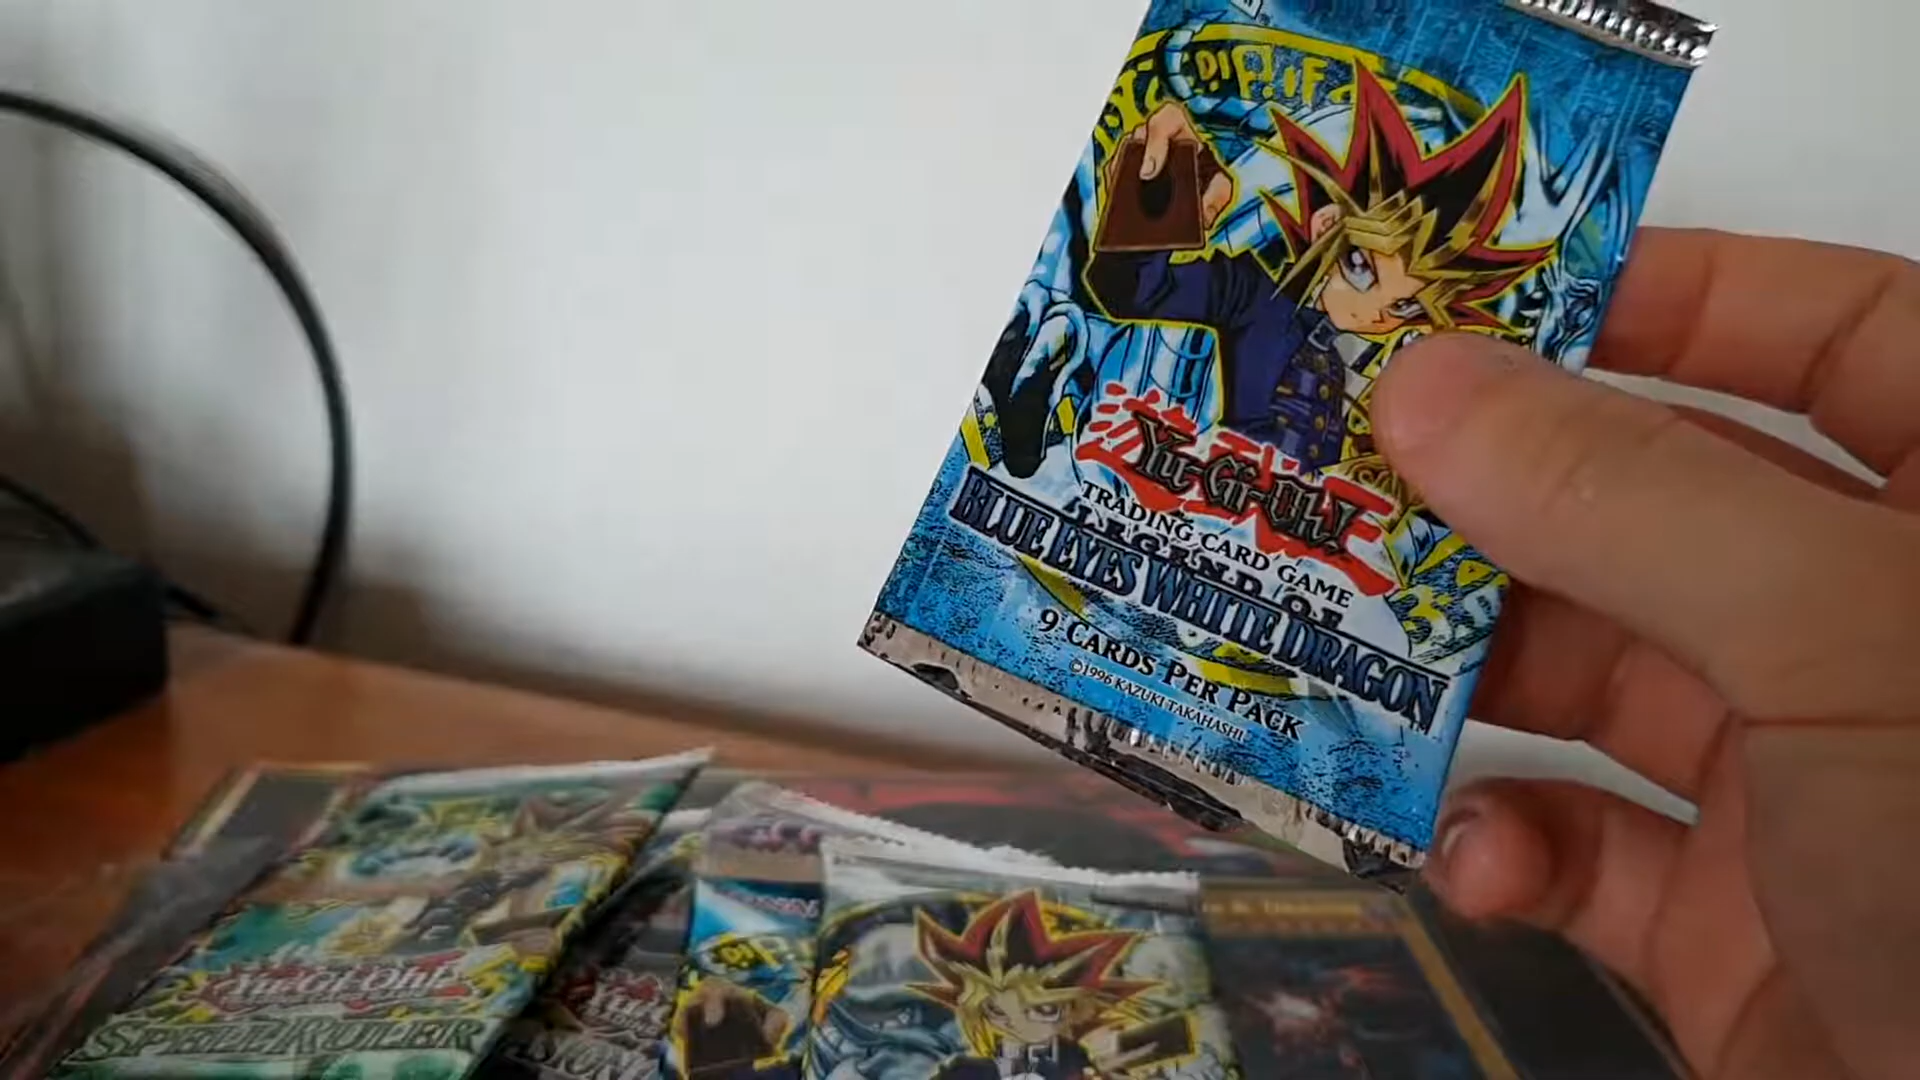 Yu-Gi-Oh!
TRADING CARD GAME
LEGEND OF
BLUE EYES WHITE DRAGON™
9 CARDS PER PACK
©1996 KAZUKI TAKAHASHI
Yu-Gi-Oh!
SPELL RULER